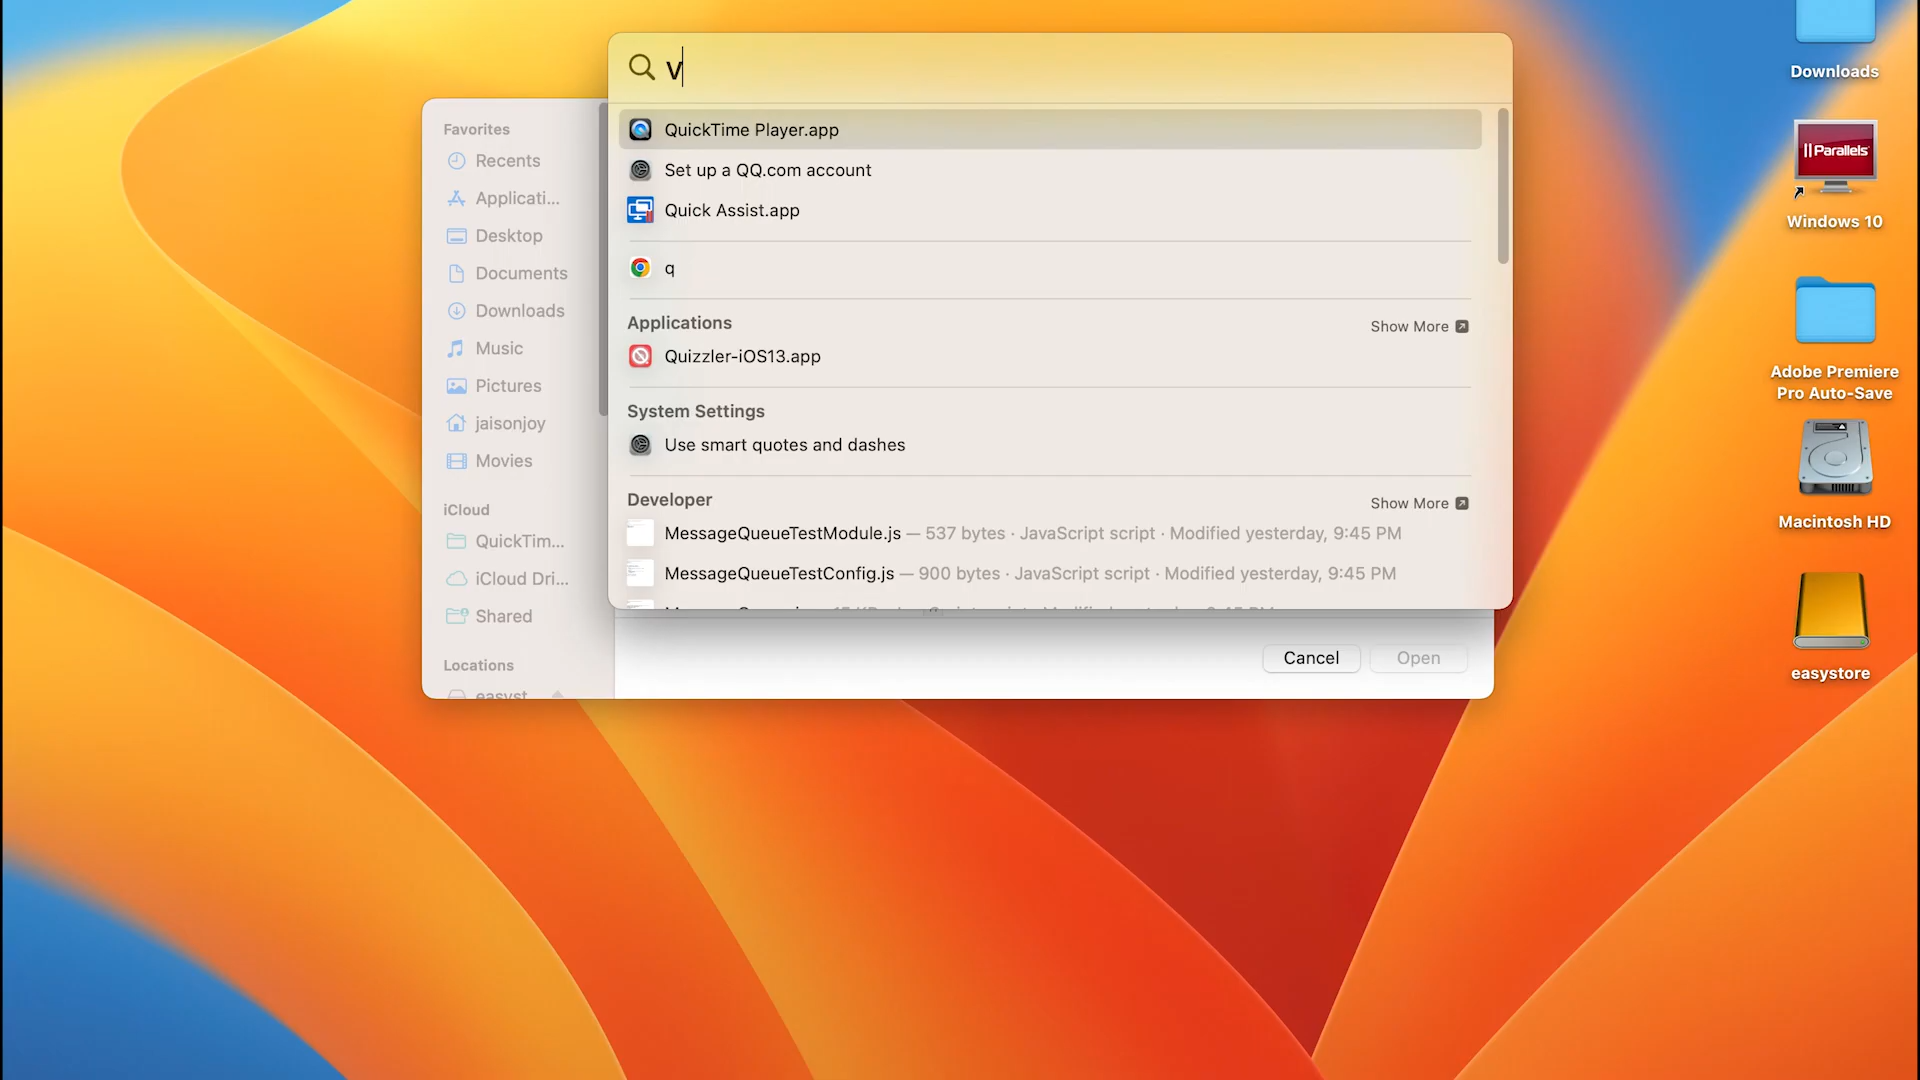 V
QuickTime Player.app
Set up a QQ.com account
Quick Assist.app
q
Applications
Show More
Quizzler-iOS13.app
System Settings
Use smart quotes and dashes
Developer
Show More
MessageQueueTestModule.js — 537 bytes · JavaScript script · Modified yesterday, 9:45 PM
MessageQueueTestConfig.js — 900 bytes · JavaScript script · Modified yesterday, 9:45 PM
Favorites
Recents
Applicati...
Desktop
Documents
Downloads
Music
Pictures
jaisonjoy
Movies
iCloud
QuickTim...
iCloud Dri...
Shared
Locations
easyst
Cancel
Open
Downloads
Parallels
Windows 10
Adobe Premiere
Pro Auto-Save
Macintosh HD
easystore